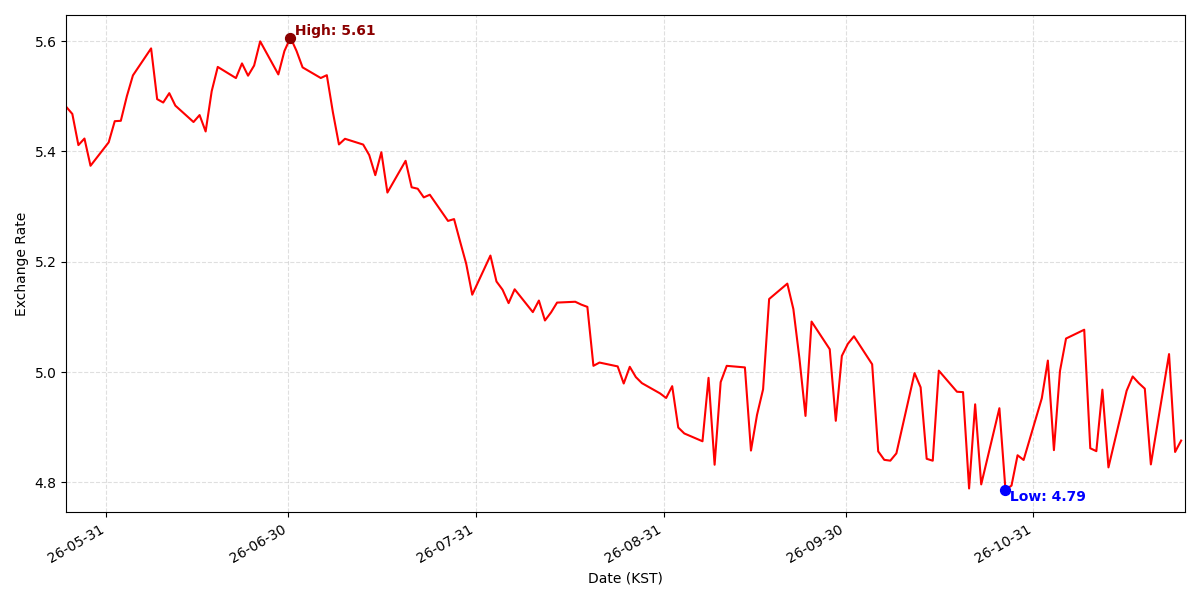 High: 5.61
5.6
5.4
5.2
5.0
4.8
Exchange Rate
Low: 4.79
26-05-31
26-06-30
26-07-31
26-08-31
26-09-30
26-10-31
Date (KST)